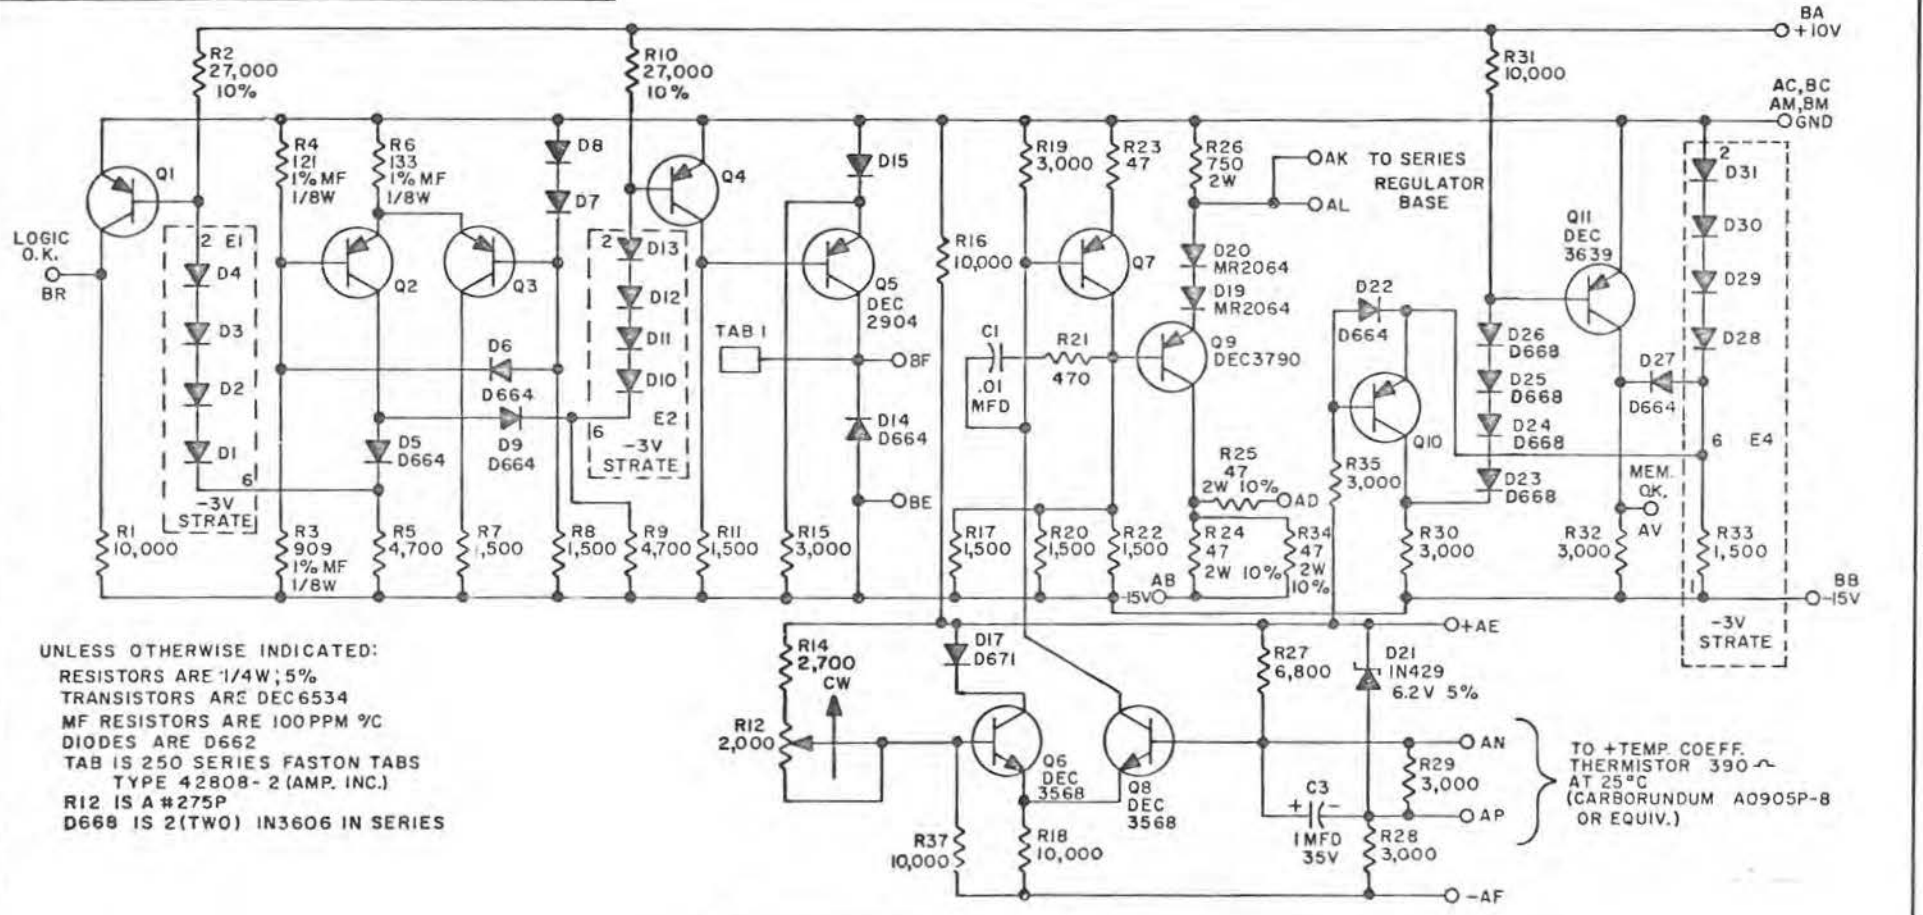 BA
+10V
R2
27,000
10%
R10
27,000
10%
R31
10,000
AC,BC
AM,BM
GND
R4
121
1% MF
1/8W
R6
133
1% MF
1/8W
D8
D7
Q1
Q4
D15
R19
3,000
R23
47
R26
750
2W
AK
AL
TO SERIES
REGULATOR
BASE
2
D31
D30
D29
D28
LOGIC
O.K.
BR
2 E1
D4
D3
D2
D1
6
-3V
STRATE
Q2
Q3
2
D13
D12
D11
D10
E2
6
-3V
STRATE
Q5
DEC
2904
R16
10,000
Q7
D20
MR2064
D19
MR2064
Q9
DEC3790
Q11
DEC
3639
D22
D664
D26
D668
D25
D668
D24
D668
D23
D668
D27
D664
D6
D664
D9
D664
D5
D664
TAB 1
BF
D14
D664
BE
C1
.01
MFD
R21
470
Q10
R35
3,000
6 E4
R25
47
2W 10%
AD
MEM.
O.K.
AV
R1
10,000
R3
909
1% MF
1/8W
R5
4,700
R7
1,500
R8
1,500
R9
4,700
R11
1,500
R15
3,000
R17
1,500
R20
1,500
R22
1,500
AB
-15V
R24
47
2W 10%
R34
47
2W
10%
R30
3,000
R32
3,000
R33
1,500
1
BB
-15V
-3V
STRATE
UNLESS OTHERWISE INDICATED:
RESISTORS ARE 1/4W; 5%
TRANSISTORS ARE DEC6534
MF RESISTORS ARE 100PPM °/C
DIODES ARE D662
TAB IS 250 SERIES FASTON TABS
TYPE 42808-2 (AMP. INC.)
R12 IS A #275P
D668 IS 2(TWO) IN3606 IN SERIES
R14
2,700
CW
R12
2,000
D17
D671
Q6
DEC
3568
Q8
DEC
3568
R27
6,800
D21
IN429
6.2V 5%
+AE
AN
R29
3,000
C3
+ -
1MFD
35V
AP
R28
3,000
R37
10,000
R18
10,000
-AF
TO +TEMP. COEFF.
THERMISTOR 390 Ω
AT 25°C
(CARBORUNDUM A0905P-8
OR EQUIV.)